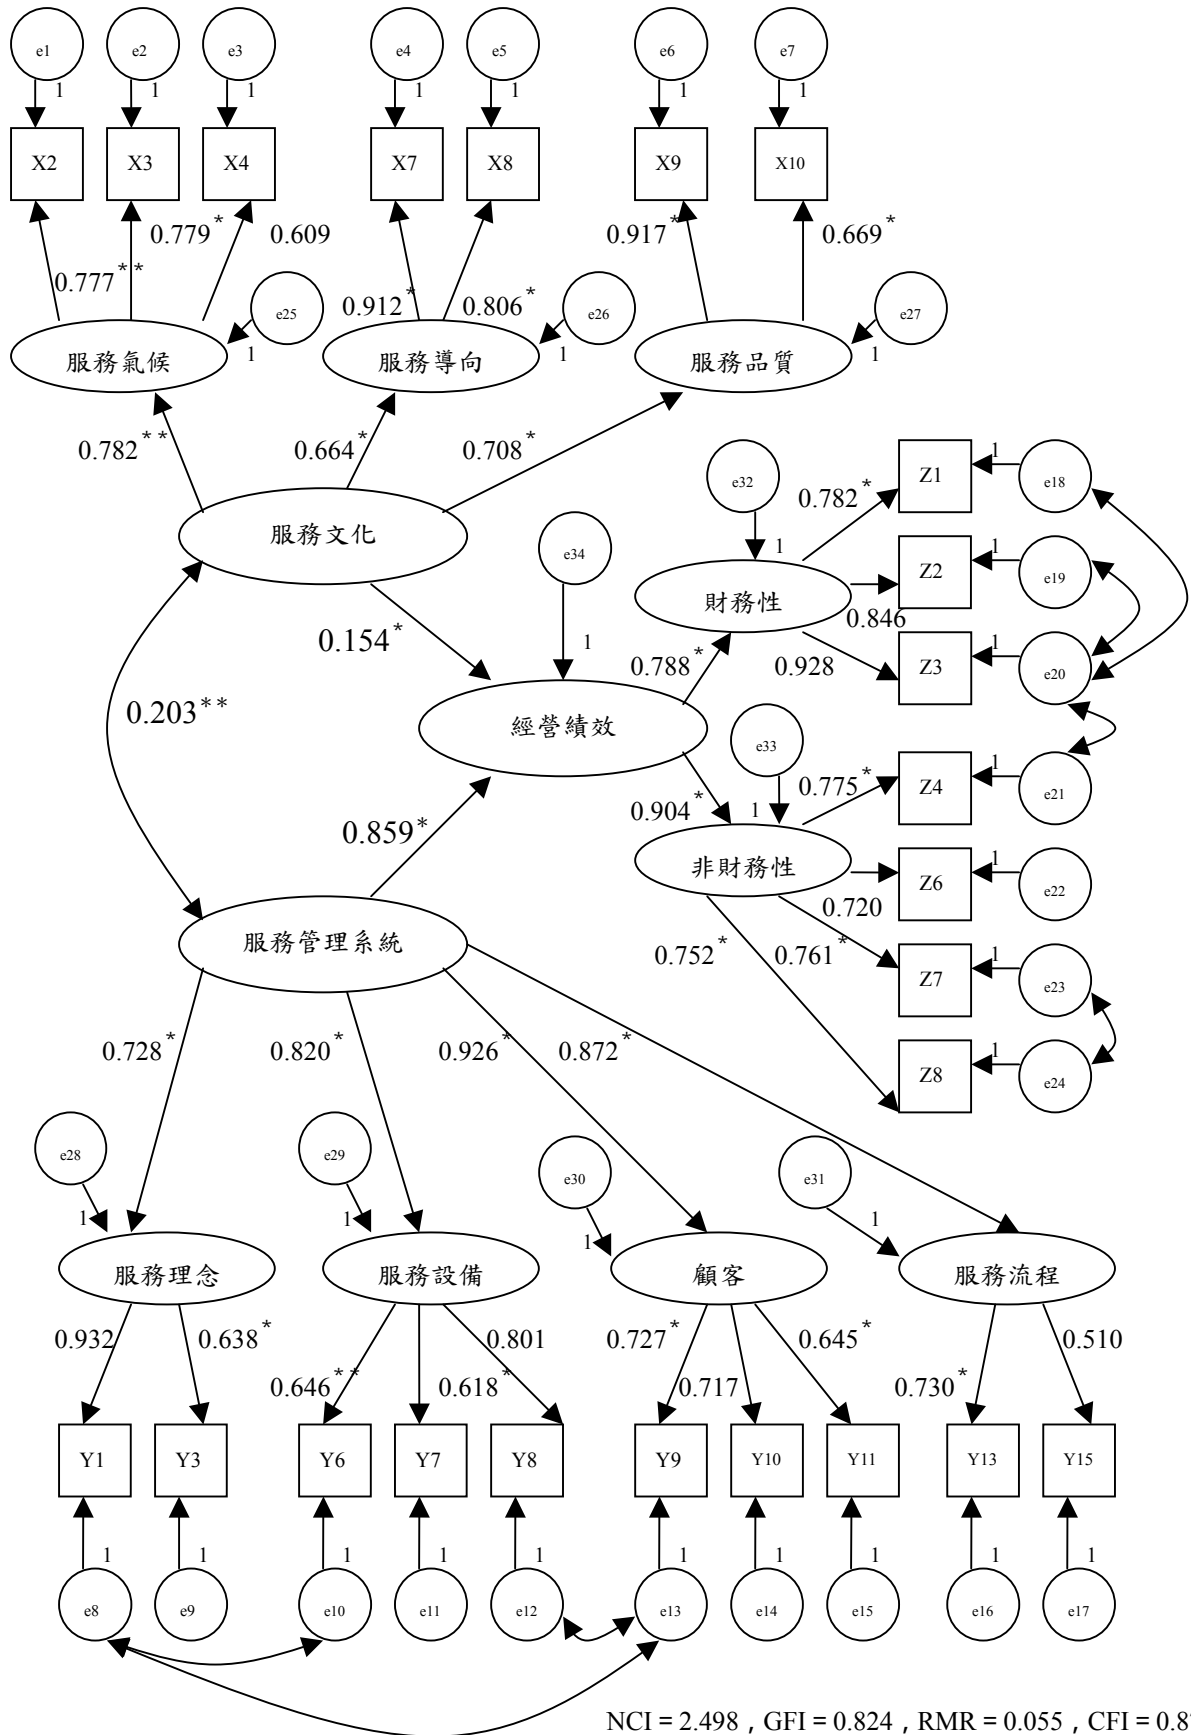 e1 e2 e3 e4 e5 e6 e7
1 1 1 1 1 1 1
X2 X3 X4 X7 X8 X9 X10
0.779* 0.609 0.917* 0.669*
0.777** 0.912* 0.806*
e25 e26 e27
1 1 1
服務氣候 服務導向 服務品質
0.782** 0.664* 0.708*
e32 0.782* Z1 1 e18
服務文化
e34 1 Z2 1 e19
財務性
0.846
0.154* 1 0.788* 0.928 Z3 1 e20
0.203** 經營績效 e33
0.775* Z4 1 e21
0.859* 0.904* 1
非財務性 Z6 1 e22
0.720
服務管理系統 0.752* 0.761* Z7 1 e23
0.728* 0.820* 0.926* 0.872*
Z8 1 e24
e28 e29 e30 e31
1 1 1 1
服務理念 服務設備 顧客 服務流程
0.932 0.638* 0.801 0.727* 0.645* 0.510
0.646** 0.618* 0.717 0.730*
Y1 Y3 Y6 Y7 Y8 Y9 Y10 Y11 Y13 Y15
1 1 1 1 1 1 1 1 1 1
e8 e9 e10 e11 e12 e13 e14 e15 e16 e17
NCI = 2.498 , GFI = 0.824 , RMR = 0.055 , CFI = 0.8